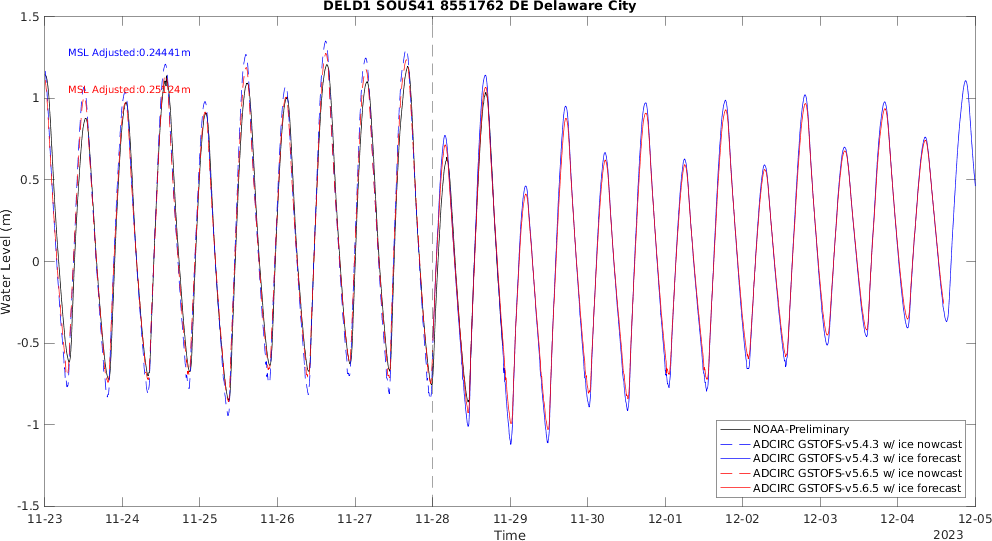 DELD1 SOUS41 8551762 DE Delaware City
1.5
1
0.5
0
-0.5
-1
-1.5
Water Level (m)
MSL Adjusted:0.24441m
MSL Adjusted:0.25124m
NOAA-Preliminary
ADCIRC GSTOFS-v5.4.3 w/ ice nowcast
ADCIRC GSTOFS-v5.4.3 w/ ice forecast
ADCIRC GSTOFS-v5.6.5 w/ ice nowcast
ADCIRC GSTOFS-v5.6.5 w/ ice forecast
11-23 11-24 11-25 11-26 11-27 11-28 11-29 11-30 12-01 12-02 12-03 12-04 12-05
Time
2023